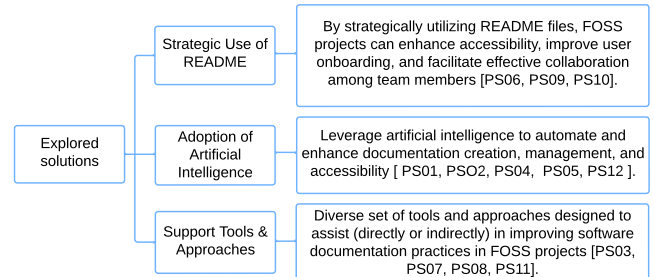 Strategic Use of
README
By strategically utilizing README files, FOSS
projects can enhance accessibility, improve user
onboarding, and facilitate effective collaboration
among team members [PS06, PS09, PS10].
Explored
solutions
Adoption of
Artificial
Intelligence
Leverage artificial intelligence to automate and
enhance documentation creation, management, and
accessibility [ PS01, PSO2, PS04,  PS05, PS12 ].
Support Tools &
Approaches
Diverse set of tools and approaches designed to
assist (directly or indirectly) in improving software
documentation practices in FOSS projects [PS03,
PS07, PS08, PS11].